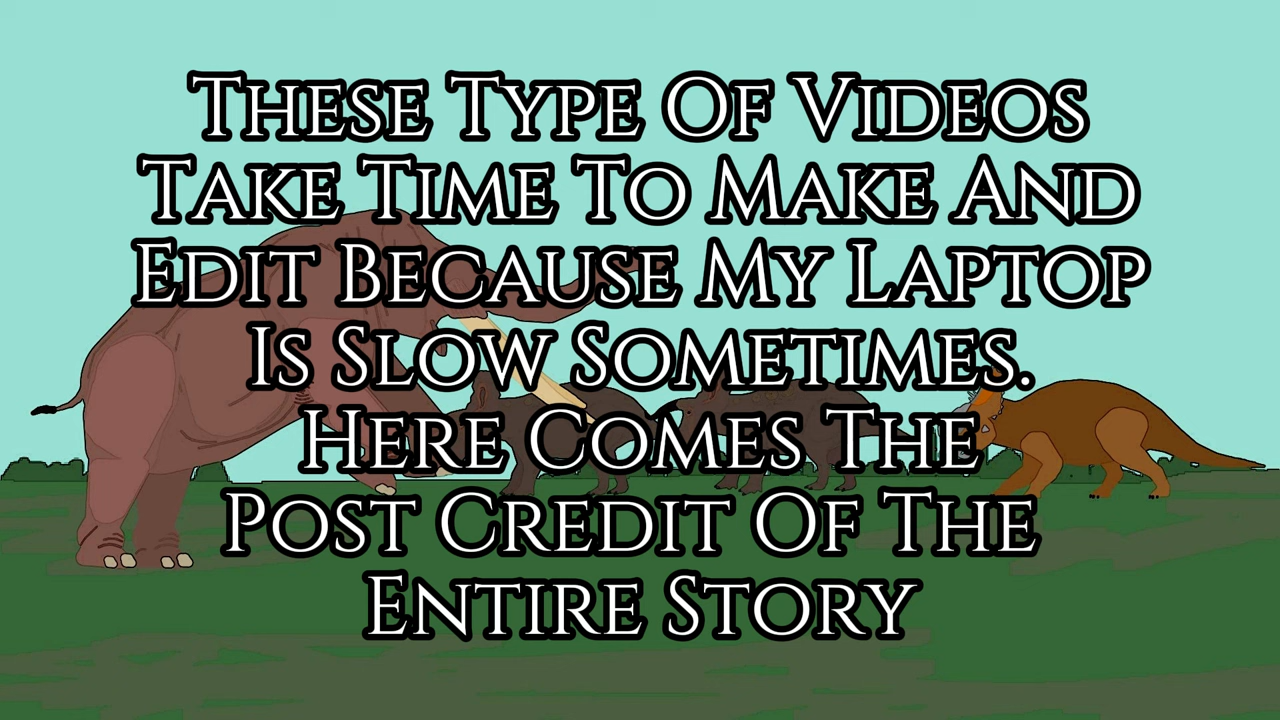 These Type Of Videos
Take Time To Make And
Edit Because My Laptop
Is Slow Sometimes.
Here Comes The
Post Credit Of The
Entire Story